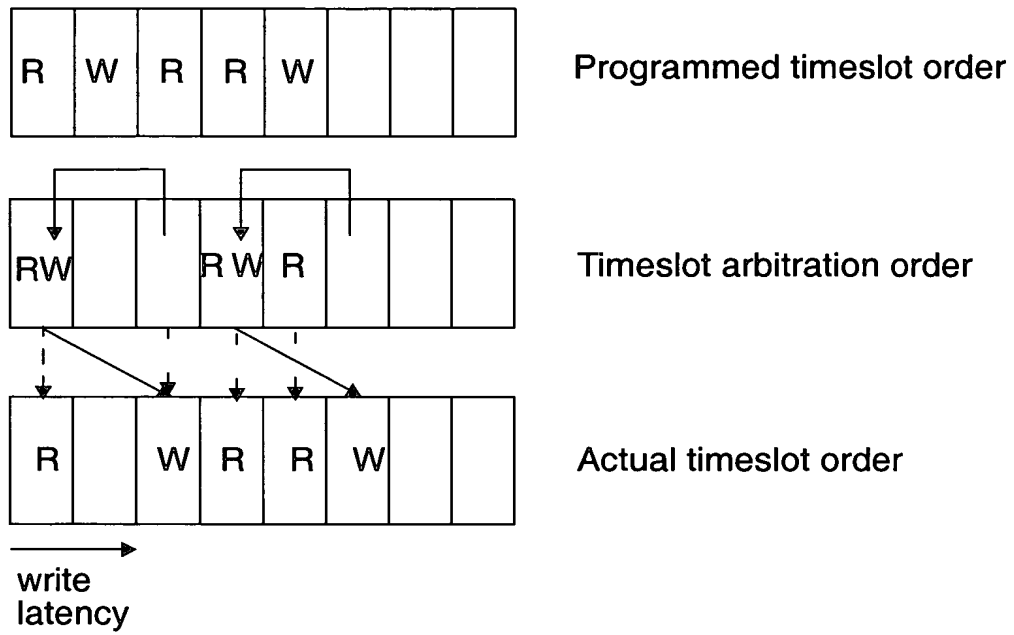 R W R R W Programmed timeslot order
RW R W R Timeslot arbitration order
R W R R W Actual timeslot order
write
latency